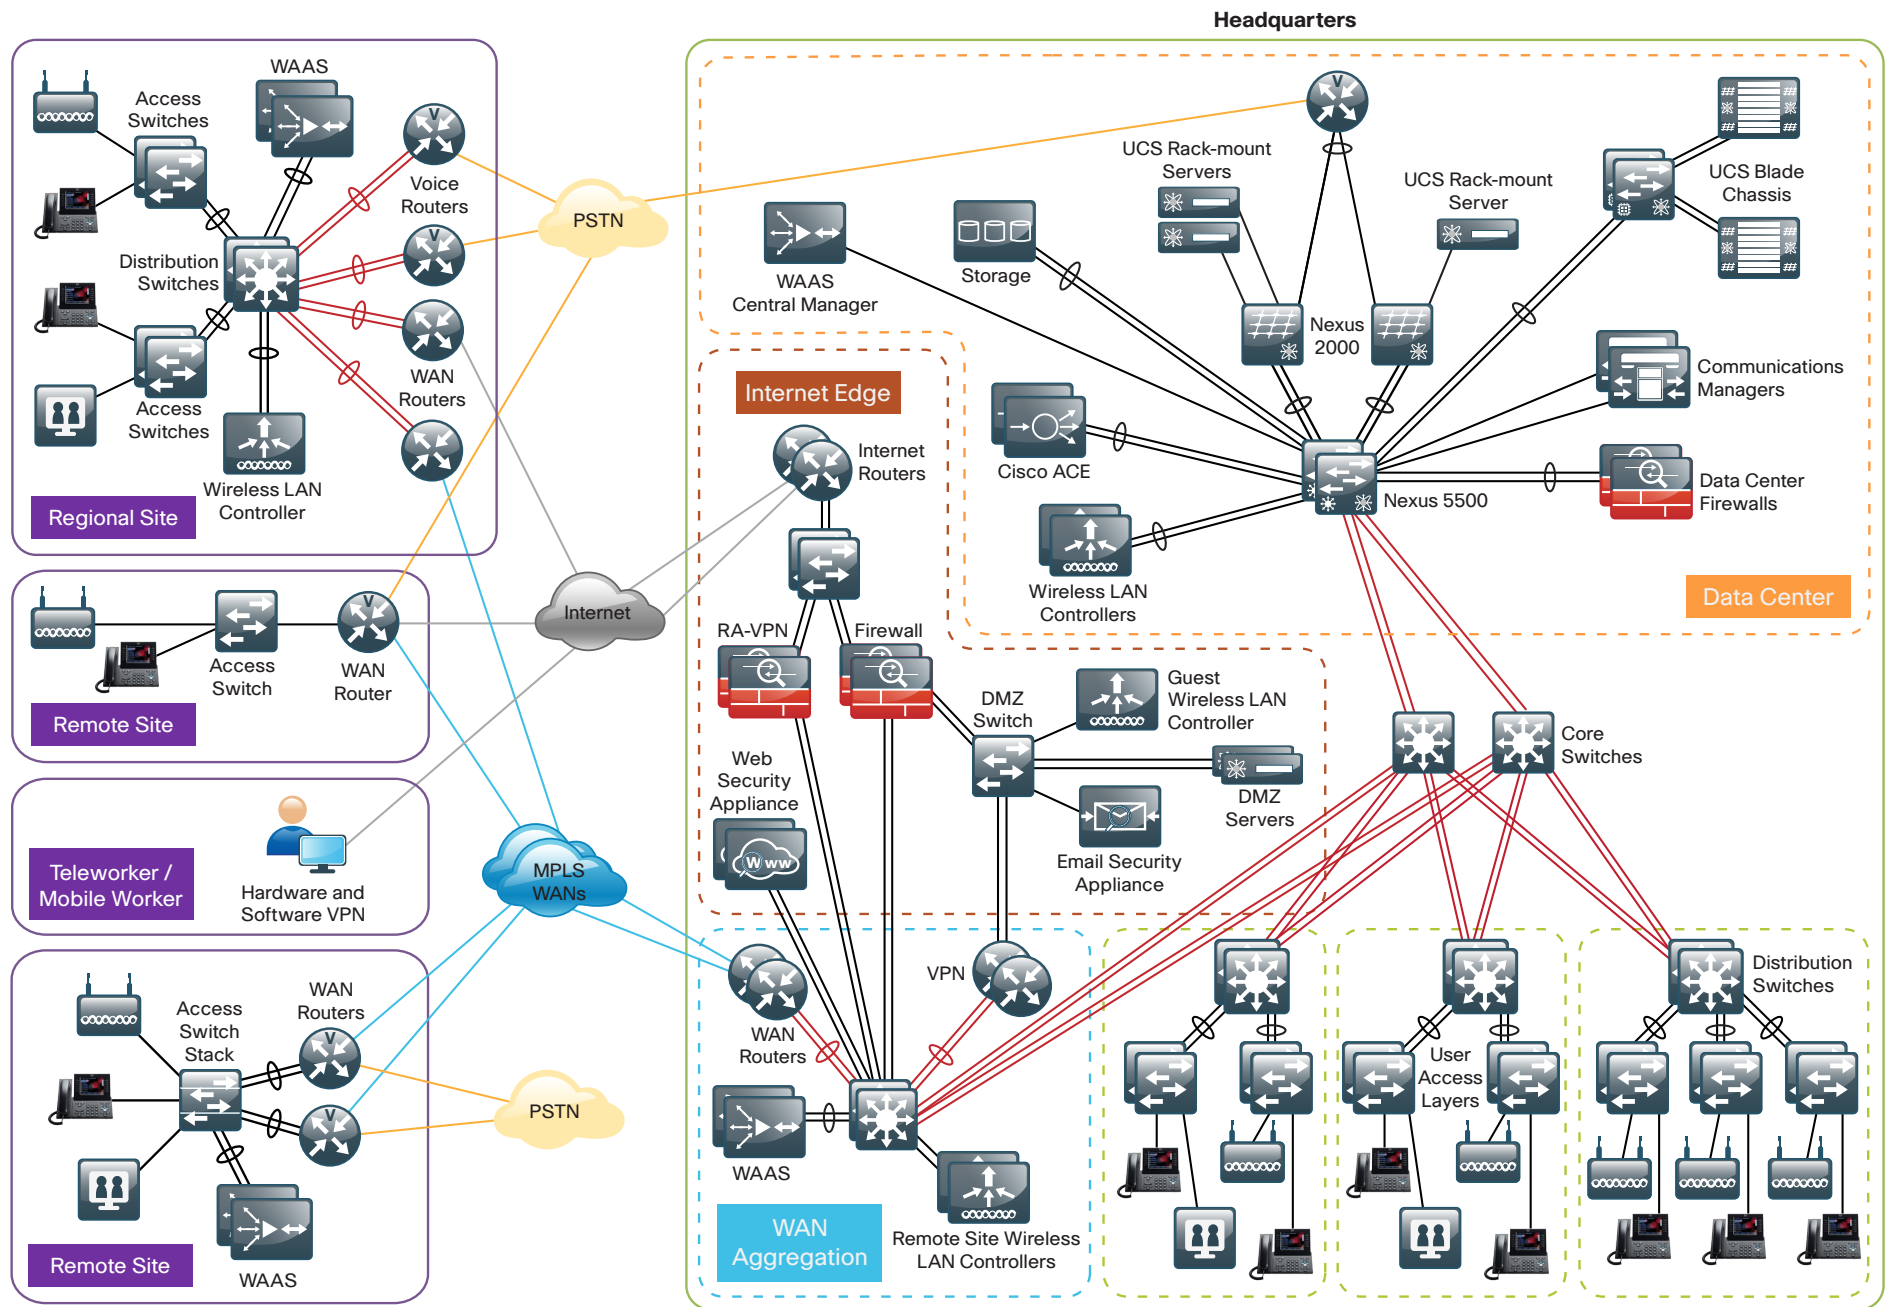 Headquarters
WAAS
Access
Switches
V
Voice
Routers
V
Distribution
Switches
WAN
Routers
Access
Switches
Wireless LAN
Controller
Regional Site
PSTN
V
UCS Rack-mount
Servers
UCS Rack-mount
Server
UCS Blade
Chassis
WAAS
Central Manager
Storage
Nexus
2000
Communications
Managers
Cisco ACE
Nexus 5500
Data Center
Firewalls
Wireless LAN
Controllers
Data Center
Internet Edge
Internet
Routers
RA-VPN
Firewall
DMZ
Switch
Guest
Wireless LAN
Controller
Web
Security
Appliance
Www
DMZ
Servers
Email Security
Appliance
Core
Switches
V
Access
Switch
WAN
Router
Remote Site
Internet
Teleworker /
Mobile Worker
Hardware and
Software VPN
MPLS
WANs
Access
Switch
Stack
WAN
Routers
V
V
WAAS
Remote Site
PSTN
VPN
WAN
Routers
WAAS
WAN
Aggregation
Remote Site Wireless
LAN Controllers
Distribution
Switches
User
Access
Layers